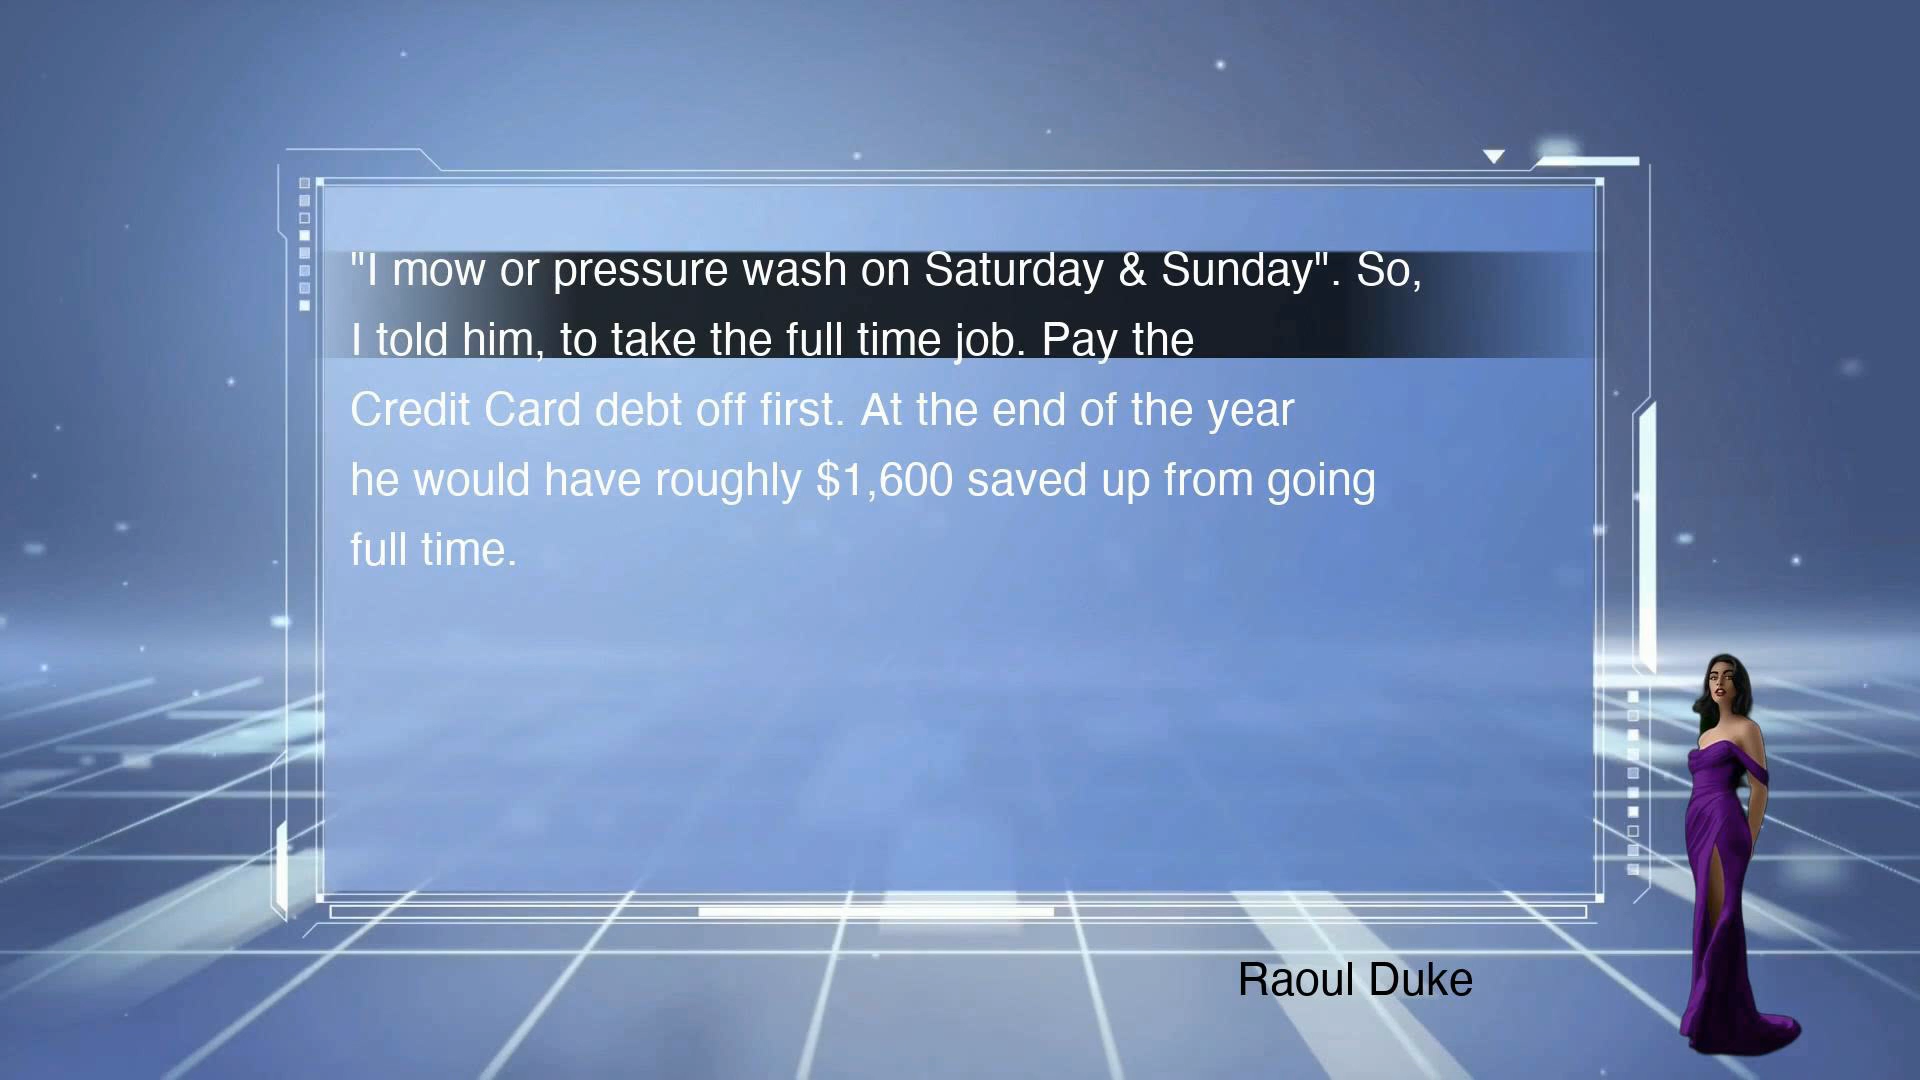 "I mow or pressure wash on Saturday & Sunday". So,
I told him, to take the full time job. Pay the
Credit Card debt off first. At the end of the year
he would have roughly $1,600 saved up from going
full time.
Raoul Duke